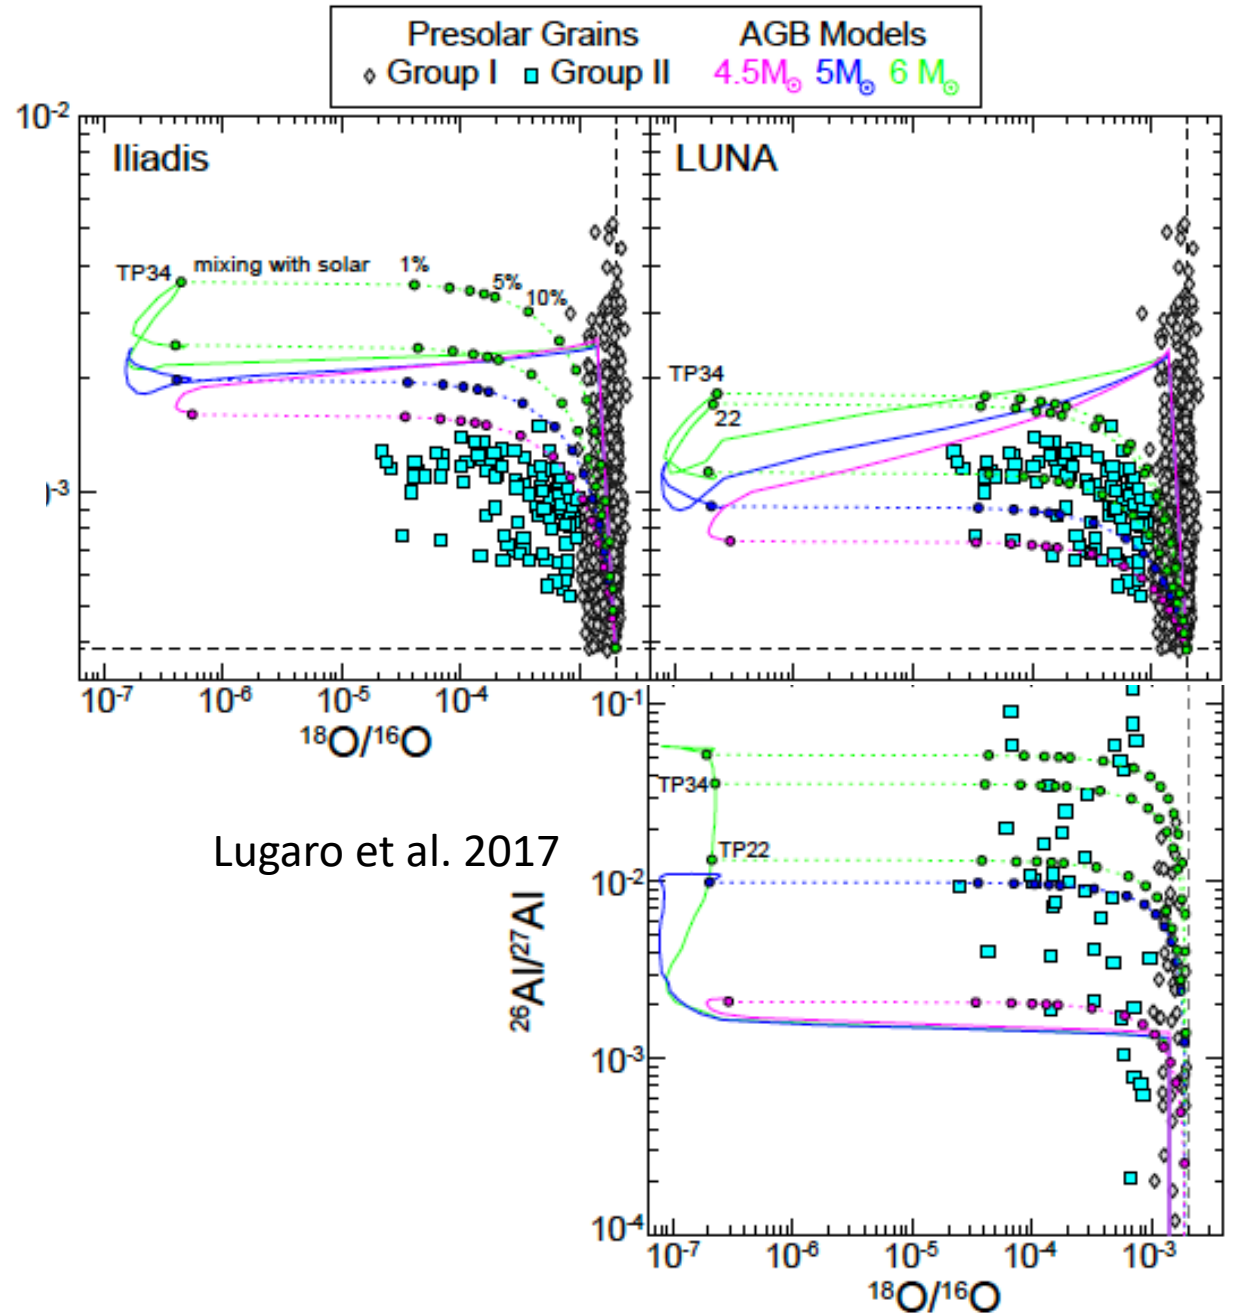 Presolar Grains AGB Models
Group I Group II 4.5M☉ 5M☉ 6 M☉
10⁻²
Iliadis
LUNA
TP34
mixing with solar
1%
5%
10%
TP34
22
)⁻³
10⁻⁷ 10⁻⁶ 10⁻⁵ 10⁻⁴
¹⁸O/¹⁶O
10⁻¹
TP34
TP22
10⁻²
10⁻³
10⁻⁴
Lugaro et al. 2017
²⁶Al/²⁷Al
10⁻⁷ 10⁻⁶ 10⁻⁵ 10⁻⁴ 10⁻³
¹⁸O/¹⁶O